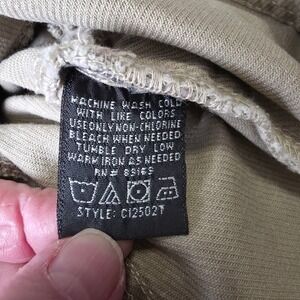 MACHINE WASH COLD
WITH LIKE COLORS
USE ONLY NON-CHLORINE
BLEACH WHEN NEEDED
TUMBLE DRY LOW
WARM IRON AS NEEDED
RN# 89169
STYLE: C12502T